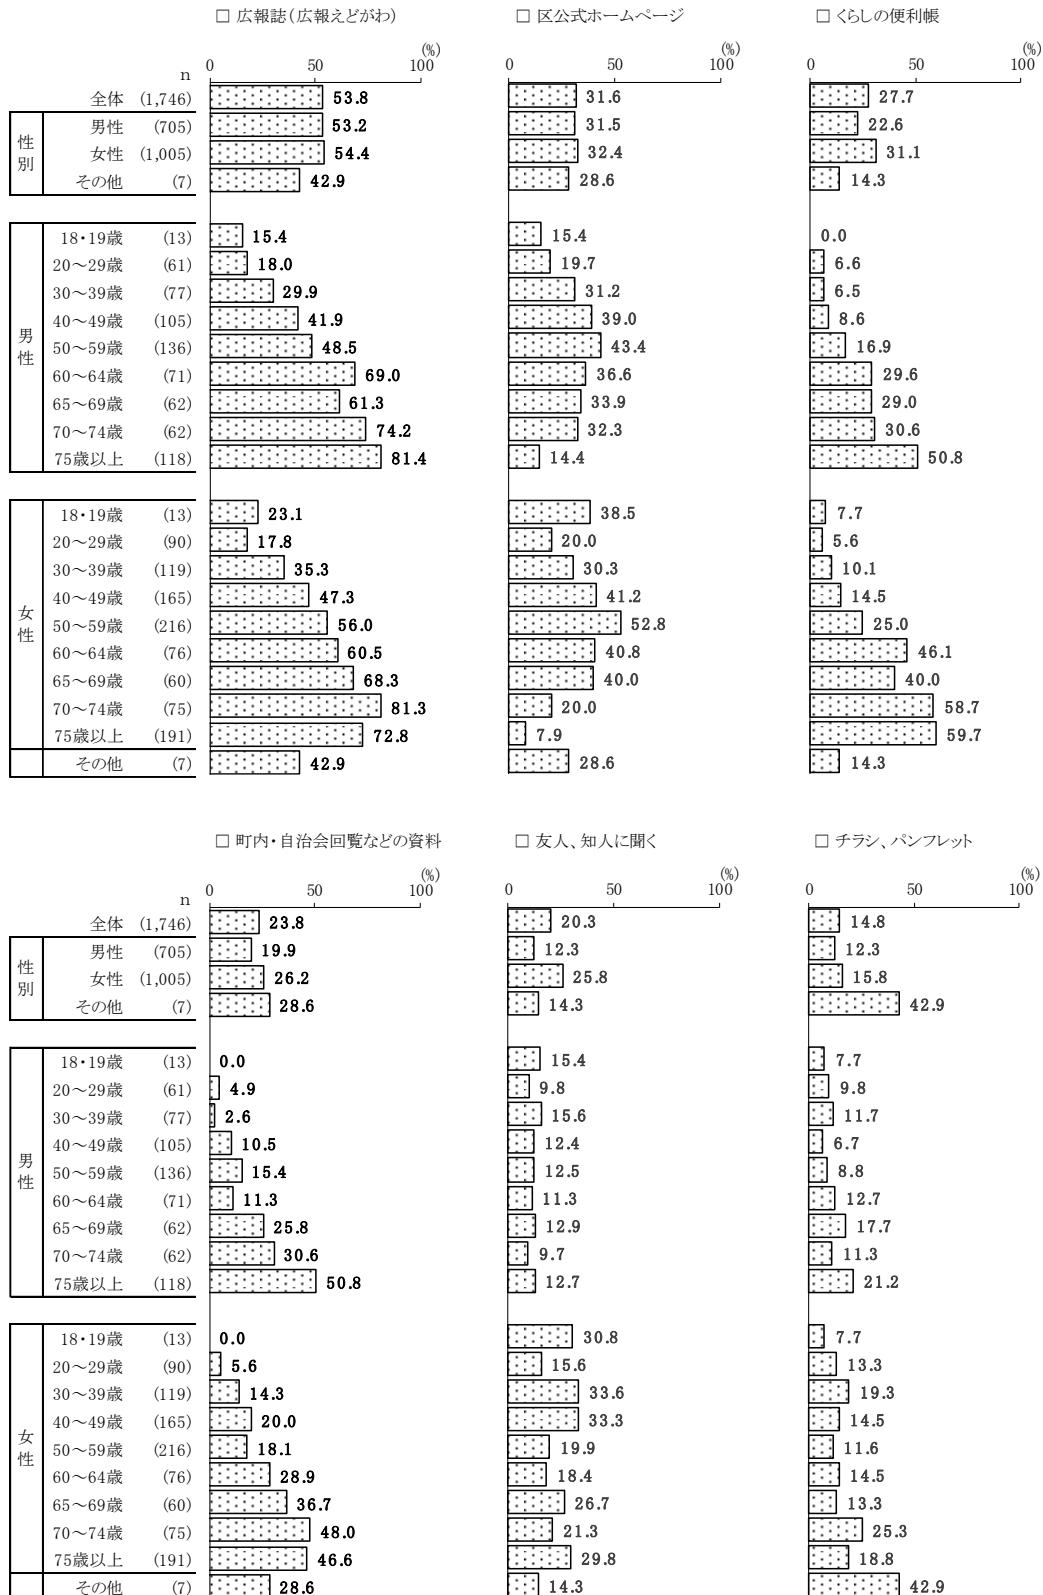 □ 広報誌（広報えどがわ） □ 区公式ホームページ □ くらしの便利帳
(%) (%) (%)
n 0 50 100 0 50 100 0 50 100
全体 (1,746) 53.8 31.6 27.7
性別
男性 (705) 53.2 31.5 22.6
女性 (1,005) 54.4 32.4 31.1
その他 (7) 42.9 28.6 14.3
男性
18・19歳 (13) 15.4 15.4 0.0
20～29歳 (61) 18.0 19.7 6.6
30～39歳 (77) 29.9 31.2 6.5
40～49歳 (105) 41.9 39.0 8.6
50～59歳 (136) 48.5 43.4 16.9
60～64歳 (71) 69.0 36.6 29.6
65～69歳 (62) 61.3 33.9 29.0
70～74歳 (62) 74.2 32.3 30.6
75歳以上 (118) 81.4 14.4 50.8
女性
18・19歳 (13) 23.1 38.5 7.7
20～29歳 (90) 17.8 20.0 5.6
30～39歳 (119) 35.3 30.3 10.1
40～49歳 (165) 47.3 41.2 14.5
50～59歳 (216) 56.0 52.8 25.0
60～64歳 (76) 60.5 40.8 46.1
65～69歳 (60) 68.3 40.0 40.0
70～74歳 (75) 81.3 20.0 58.7
75歳以上 (191) 72.8 7.9 59.7
その他 (7) 42.9 28.6 14.3
□ 町内・自治会回覧などの資料 □ 友人、知人に聞く □ チラシ、パンフレット
(%) (%) (%)
n 0 50 100 0 50 100 0 50 100
全体 (1,746) 23.8 20.3 14.8
性別
男性 (705) 19.9 12.3 12.3
女性 (1,005) 26.2 25.8 15.8
その他 (7) 28.6 14.3 42.9
男性
18・19歳 (13) 0.0 15.4 7.7
20～29歳 (61) 4.9 9.8 9.8
30～39歳 (77) 2.6 15.6 11.7
40～49歳 (105) 10.5 12.4 6.7
50～59歳 (136) 15.4 12.5 8.8
60～64歳 (71) 11.3 11.3 12.7
65～69歳 (62) 25.8 12.9 17.7
70～74歳 (62) 30.6 9.7 11.3
75歳以上 (118) 50.8 12.7 21.2
女性
18・19歳 (13) 0.0 30.8 7.7
20～29歳 (90) 5.6 15.6 13.3
30～39歳 (119) 14.3 33.6 19.3
40～49歳 (165) 20.0 33.3 14.5
50～59歳 (216) 18.1 19.9 11.6
60～64歳 (76) 28.9 18.4 14.5
65～69歳 (60) 36.7 26.7 13.3
70～74歳 (75) 48.0 21.3 25.3
75歳以上 (191) 46.6 29.8 18.8
その他 (7) 28.6 14.3 42.9